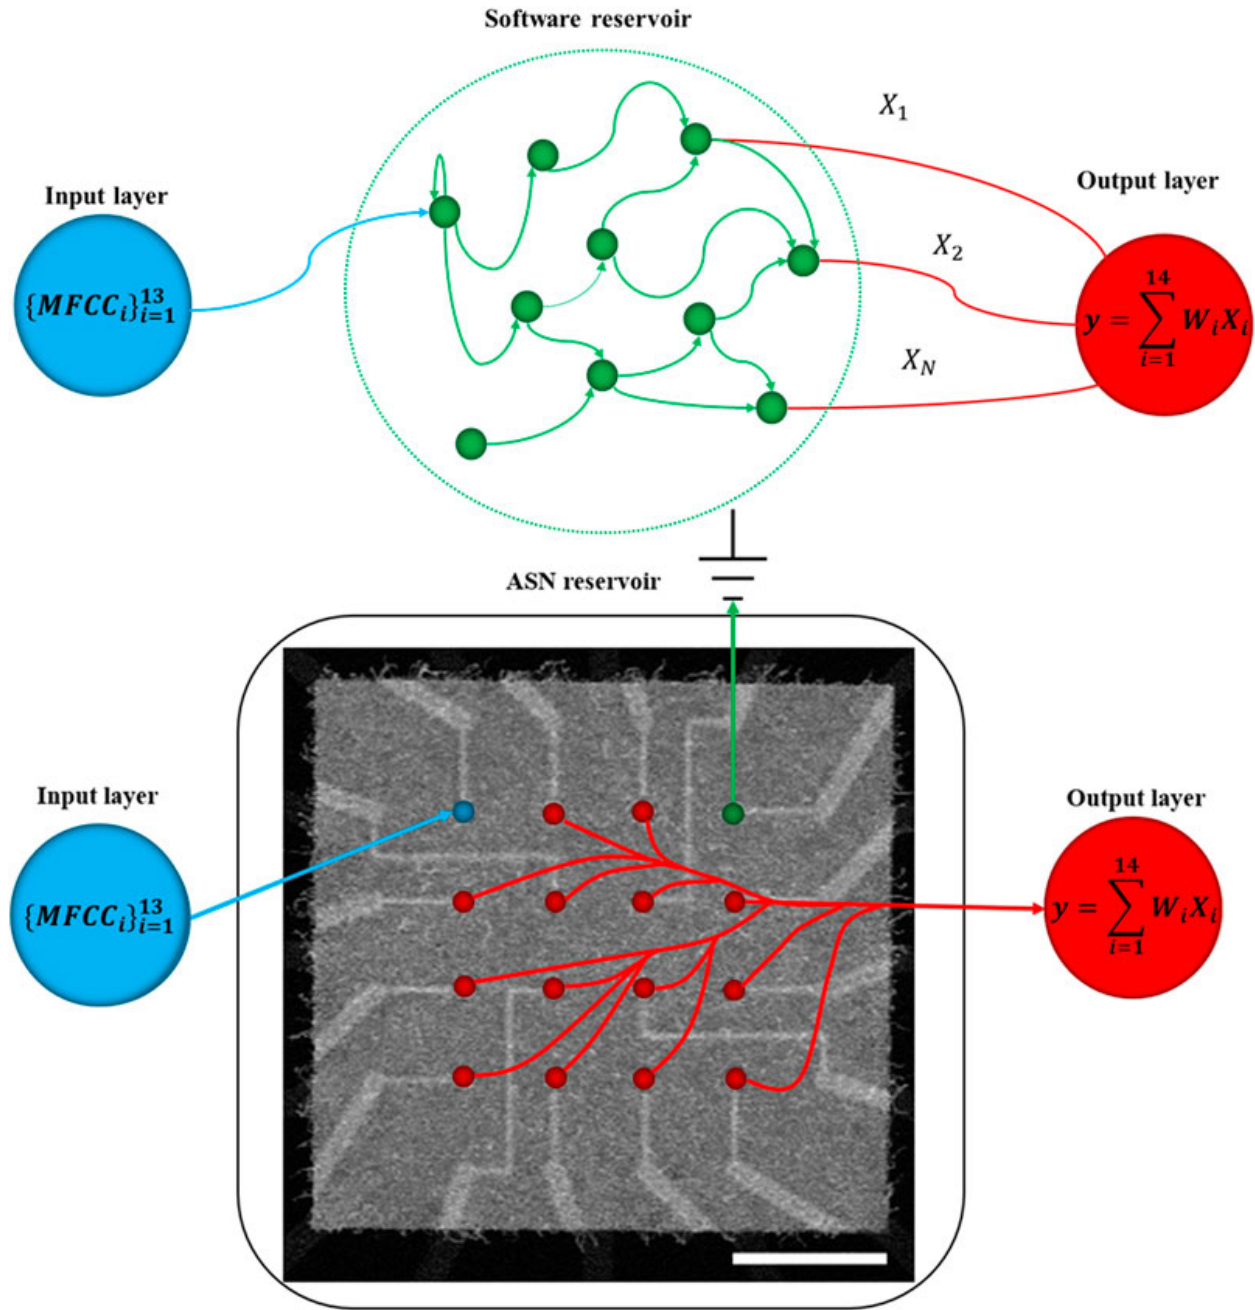 Software reservoir
X₁
Input layer
Output layer
X₂
{MFCCᵢ}¹³ᵢ₌₁
y = ∑¹⁴ᵢ₌₁ WᵢXᵢ
X_N
ASN reservoir
Input layer
Output layer
{MFCCᵢ}¹³ᵢ₌₁
y = ∑¹⁴ᵢ₌₁ WᵢXᵢ